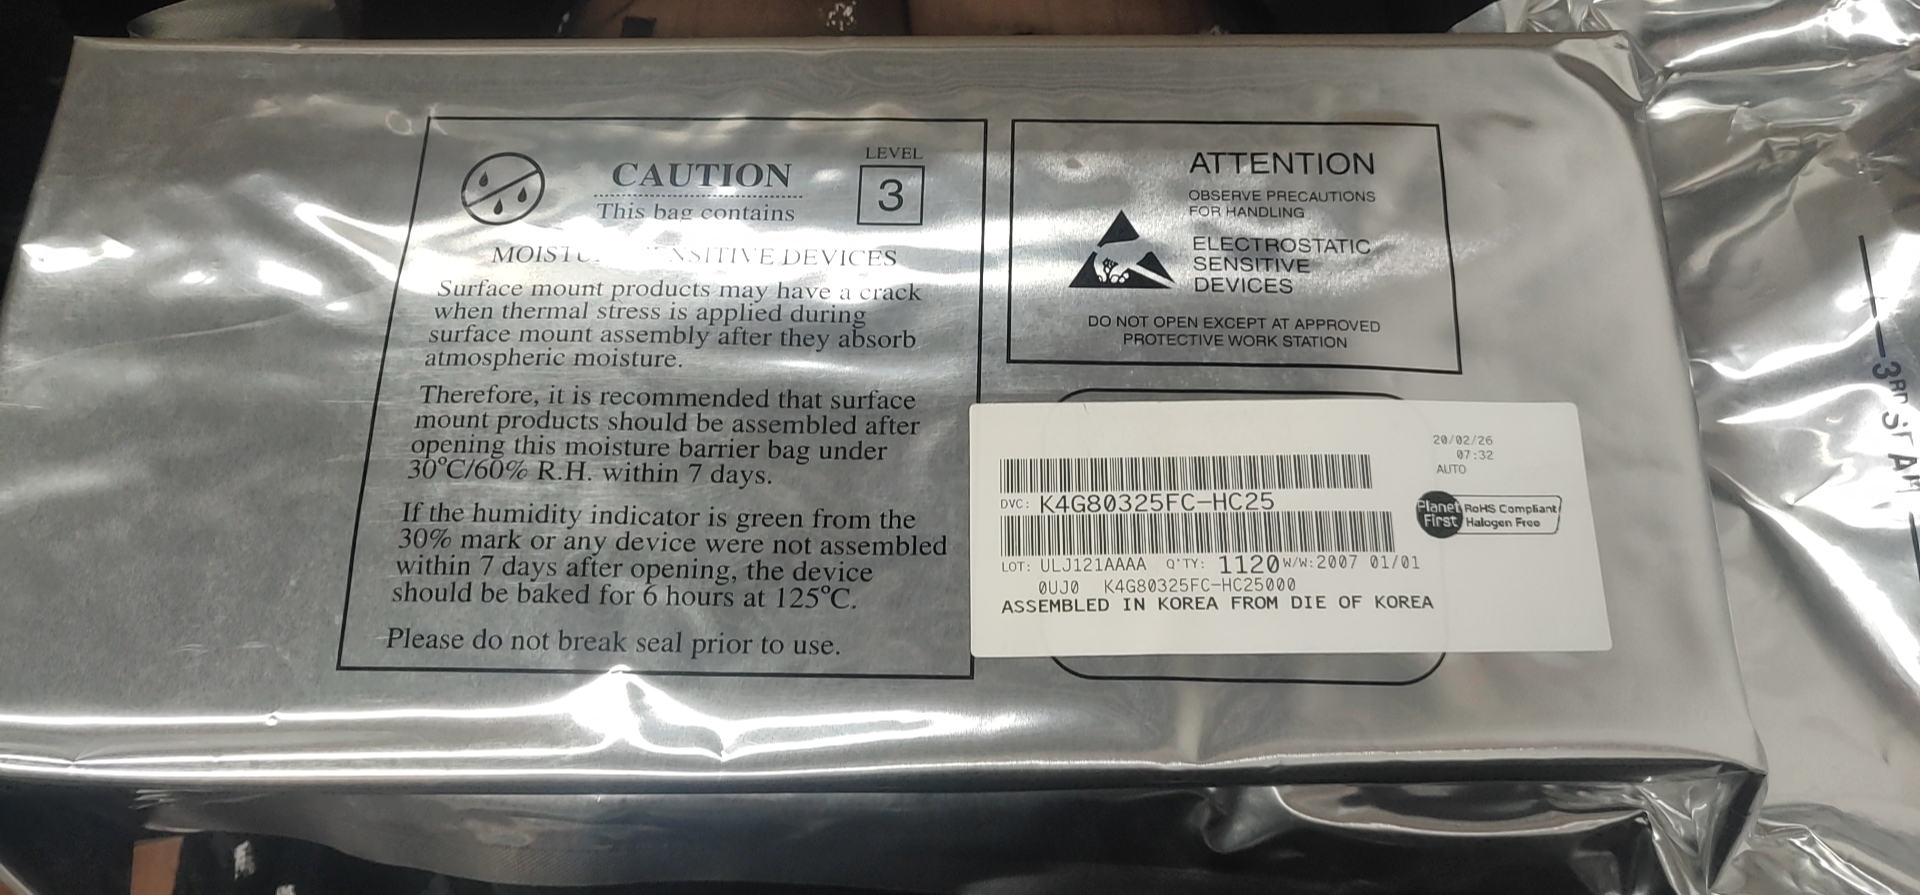 CAUTION
LEVEL
3
This bag contains
DEVICES
Surface mount products may have a crack
when thermal stress is applied during
surface mount assembly after they absorb
atmospheric moisture.
Therefore, it is recommended that surface
mount products should be assembled after
opening this moisture barrier bag under
30°C/60% R.H. within 7 days.
If the humidity indicator is green from the
30% mark or any device were not assembled
within 7 days after opening, the device
should be baked for 6 hours at 125°C.
Please do not break seal prior to use.
ATTENTION
OBSERVE PRECAUTIONS
FOR HANDLING
ELECTROSTATIC
SENSITIVE
DEVICES
DO NOT OPEN EXCEPT AT APPROVED
PROTECTIVE WORK STATION
20/02/26
07:32
AUTO
DVC: K4G80325FC-HC25
Planet First
RoHS Compliant
Halogen Free
LOT: ULJ121AAAA Q'TY: 1120 W/W: 2007 01/01
0UJ0 K4G80325FC-HC25000
ASSEMBLED IN KOREA FROM DIE OF KOREA
3RD